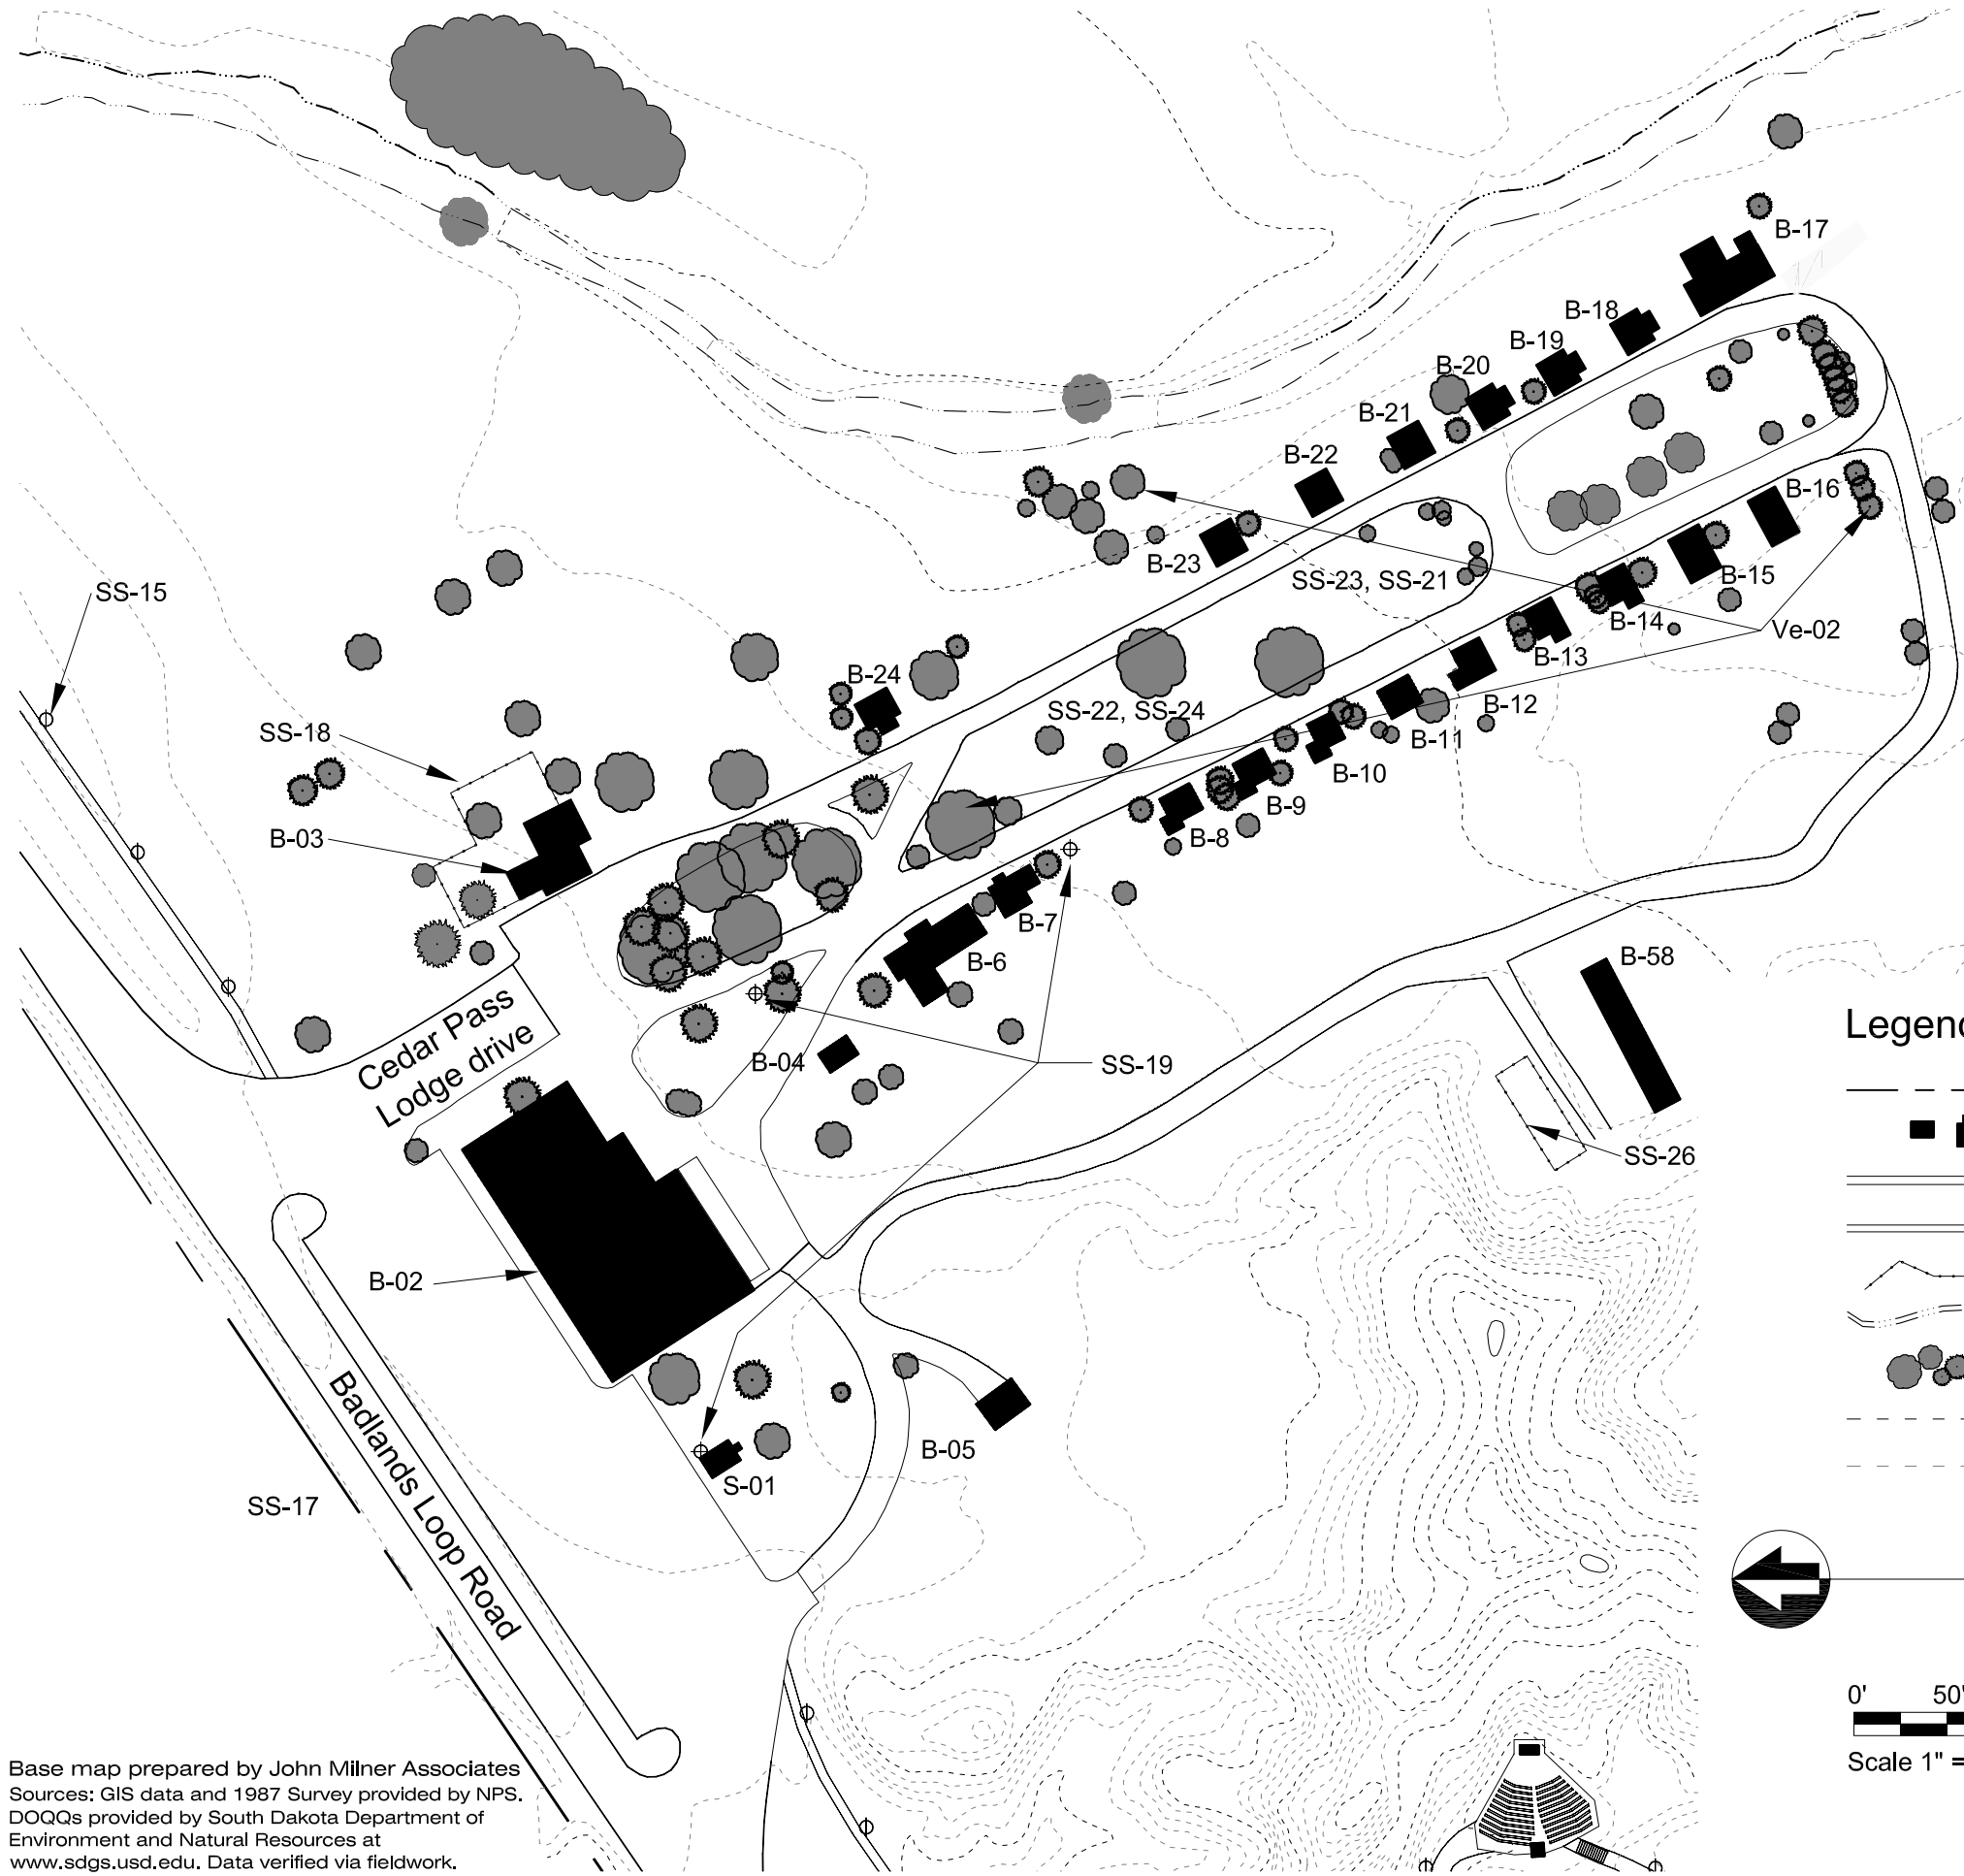 B-17
B-18
B-19
B-20
B-21
B-22
B-16
B-23
SS-23, SS-21
B-15
SS-15
B-14
Ve-02
B-13
B-24
SS-22, SS-24
B-12
SS-18
B-11
B-10
B-9
B-03
B-8
B-7
B-6
B-58
Cedar Pass
Lodge drive
Legend
B-04
SS-19
SS-26
B-02
Badlands Loop Road
B-05
S-01
SS-17
0' 50'
Scale 1" =
Base map prepared by John Milner Associates
Sources: GIS data and 1987 Survey provided by NPS.
DOQQs provided by South Dakota Department of
Environment and Natural Resources at
www.sdgs.usd.edu. Data verified via fieldwork.